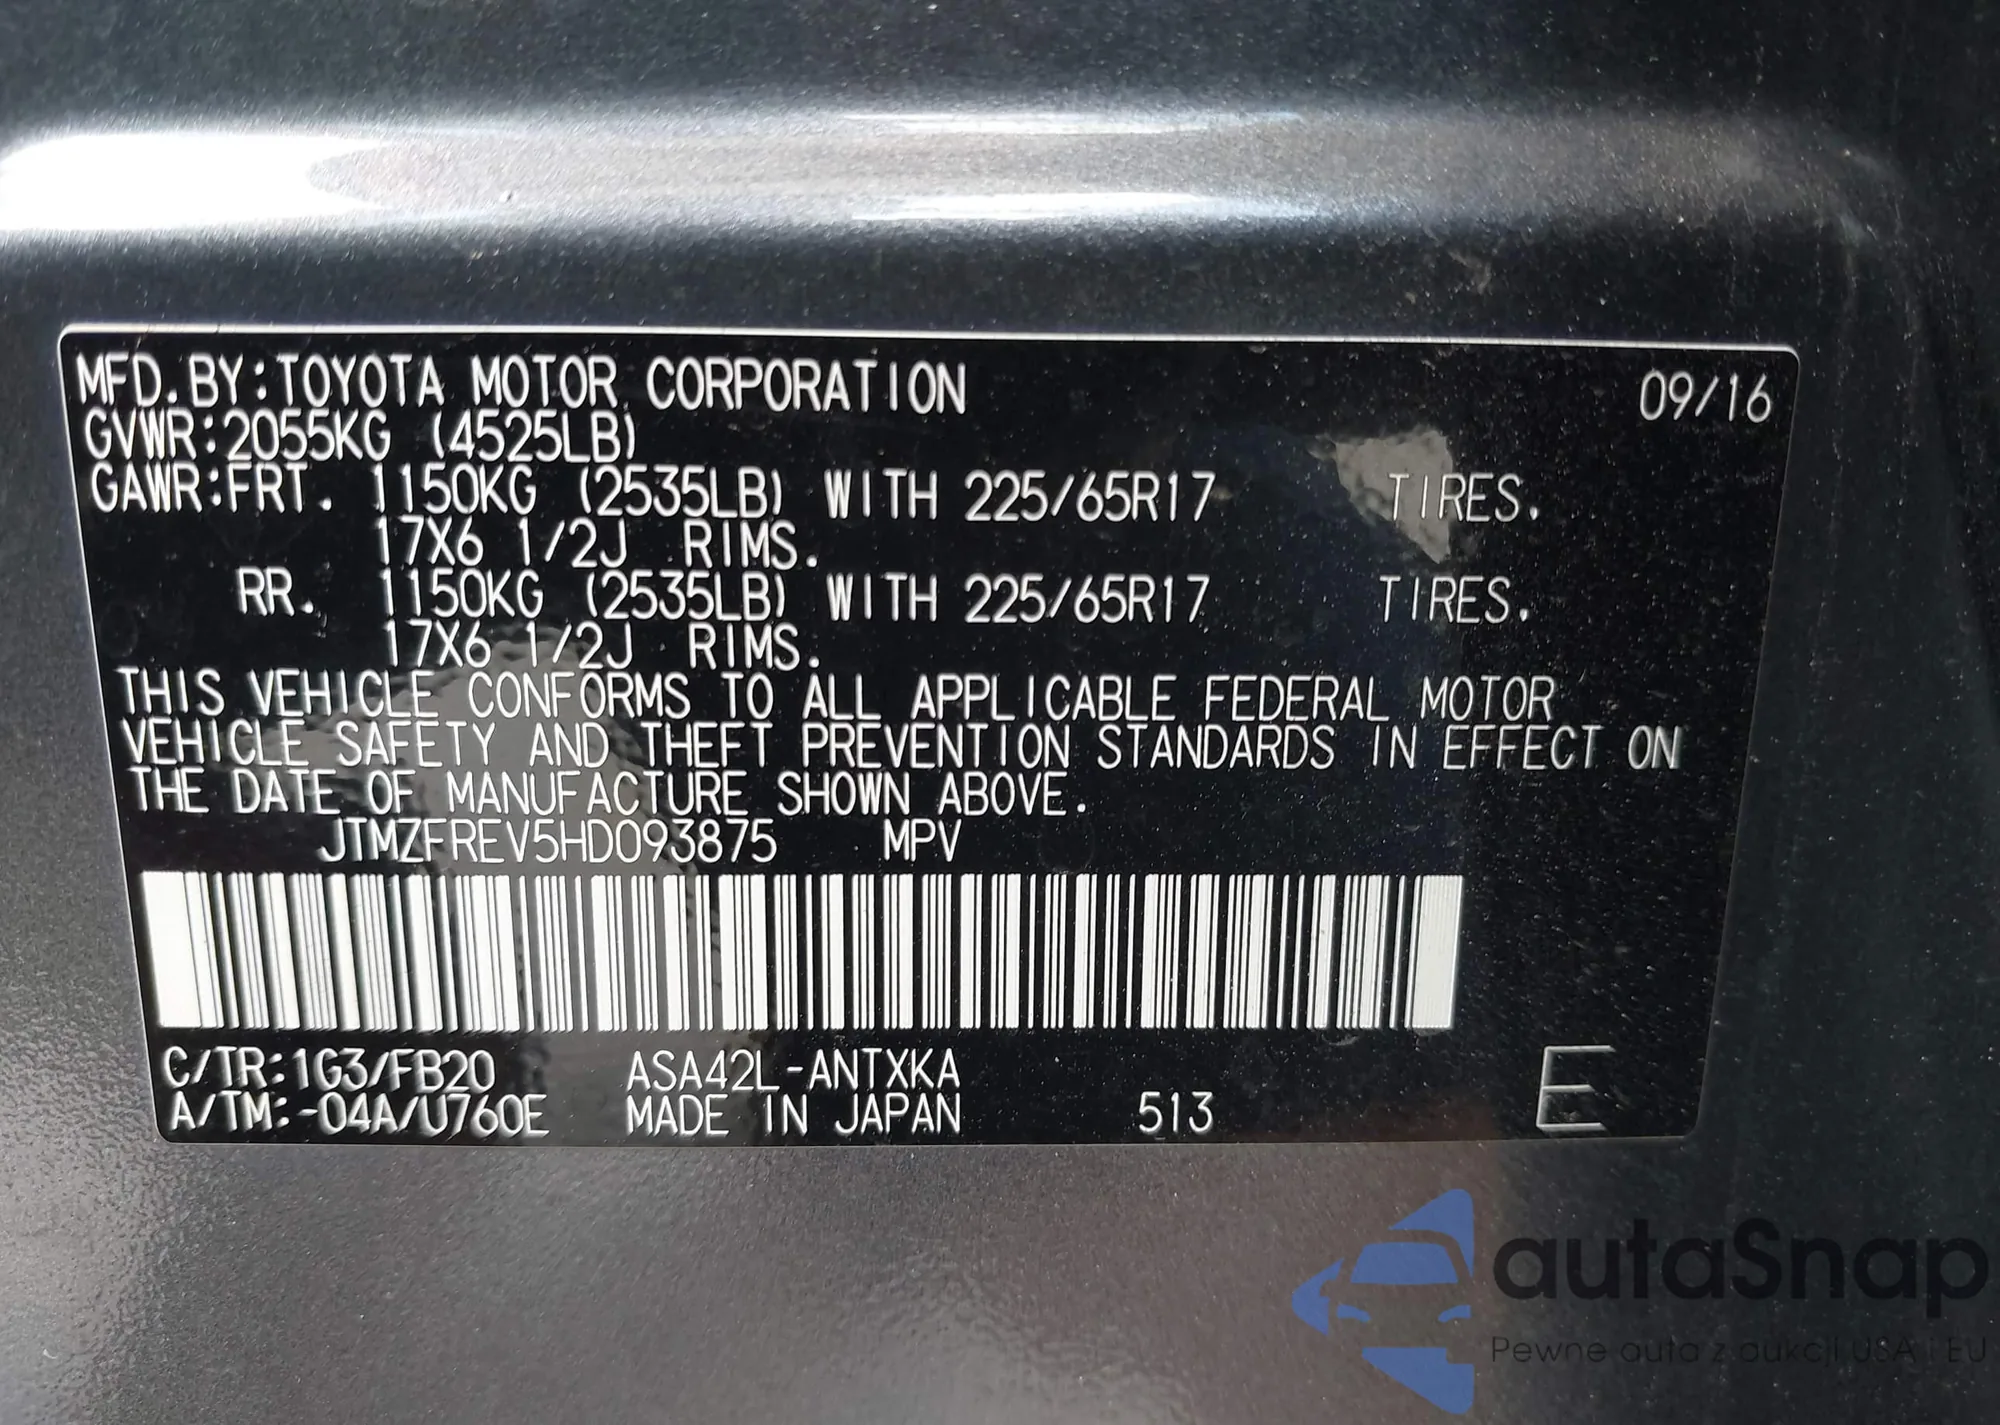 MFD.BY:TOYOTA MOTOR CORPORATION 09/16
GVWR:2055KG (4525LB)
GAWR:FRT. 1150KG (2535LB) WITH 225/65R17 TIRES.
17X6 1/2J RIMS.
RR. 1150KG (2535LB) WITH 225/65R17 TIRES.
17X6 1/2J RIMS.
THIS VEHICLE CONFORMS TO ALL APPLICABLE FEDERAL MOTOR
VEHICLE SAFETY AND THEFT PREVENTION STANDARDS IN EFFECT ON
THE DATE OF MANUFACTURE SHOWN ABOVE.
JTMZFREV5HD093875 MPV
C/TR:1G3/FB20 ASA42L-ANTXKA E
A/TM:-04A/U760E MADE IN JAPAN 513
autaSnap
Pewne auta z aukcji USA i EU